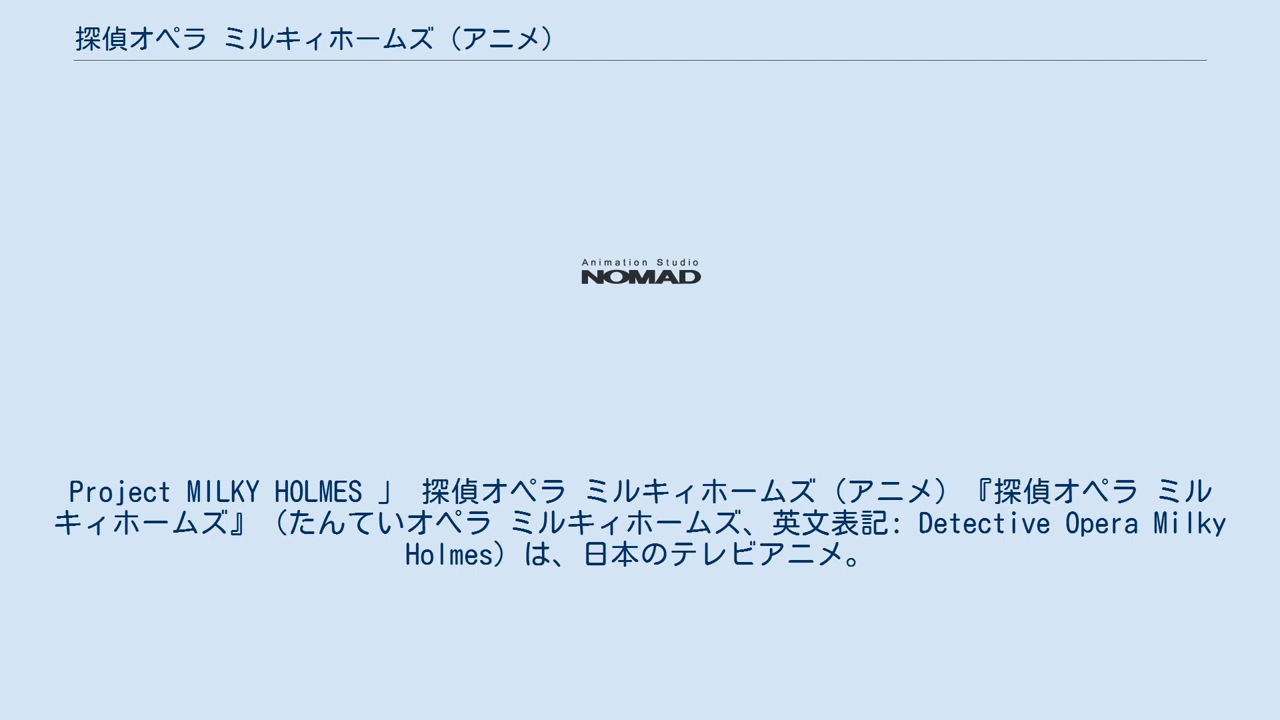 探偵オペラ ミルキィホームズ（アニメ）
Animation Studio
NOMAD
Project MILKY HOLMES 」 探偵オペラ ミルキィホームズ（アニメ）『探偵オペラ ミル
キィホームズ』（たんていオペラ ミルキィホームズ、英文表記: Detective Opera Milky
Holmes）は、日本のテレビアニメ。